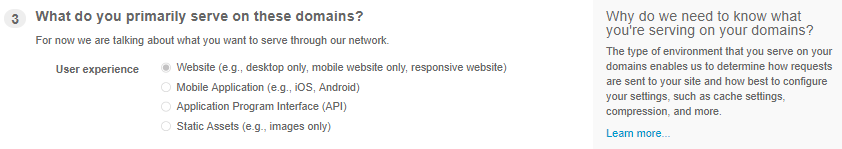 3
What do you primarily serve on these domains?
For now we are talking about what you want to serve through our network.
User experience
Website (e.g., desktop only, mobile website only, responsive website)
Mobile Application (e.g., iOS, Android)
Application Program Interface (API)
Static Assets (e.g., images only)
Why do we need to know what
you're serving on your domains?
The type of environment that you serve on your
domains enables us to determine how requests
are sent to your site and how best to configure
your settings, such as cache settings,
compression, and more.
Learn more...